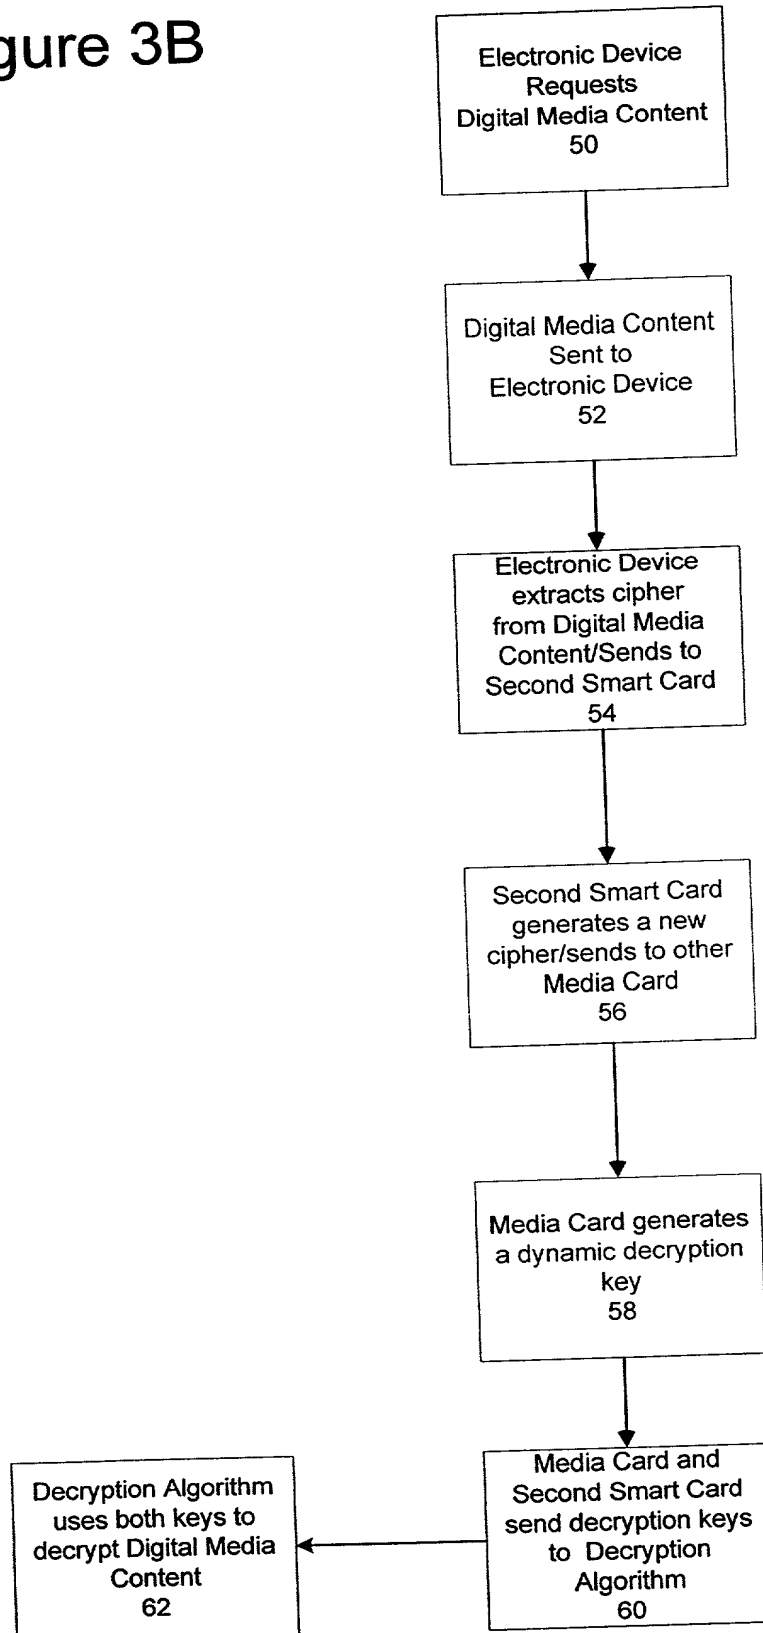 gure 3B
Electronic Device
Requests
Digital Media Content
50
Digital Media Content
Sent to
Electronic Device
52
Electronic Device
extracts cipher
from Digital Media
Content/Sends to
Second Smart Card
54
Second Smart Card
generates a new
cipher/sends to other
Media Card
56
Media Card generates
a dynamic decryption
key
58
Media Card and
Second Smart Card
send decryption keys
to Decryption
Algorithm
60
Decryption Algorithm
uses both keys to
decrypt Digital Media
Content
62